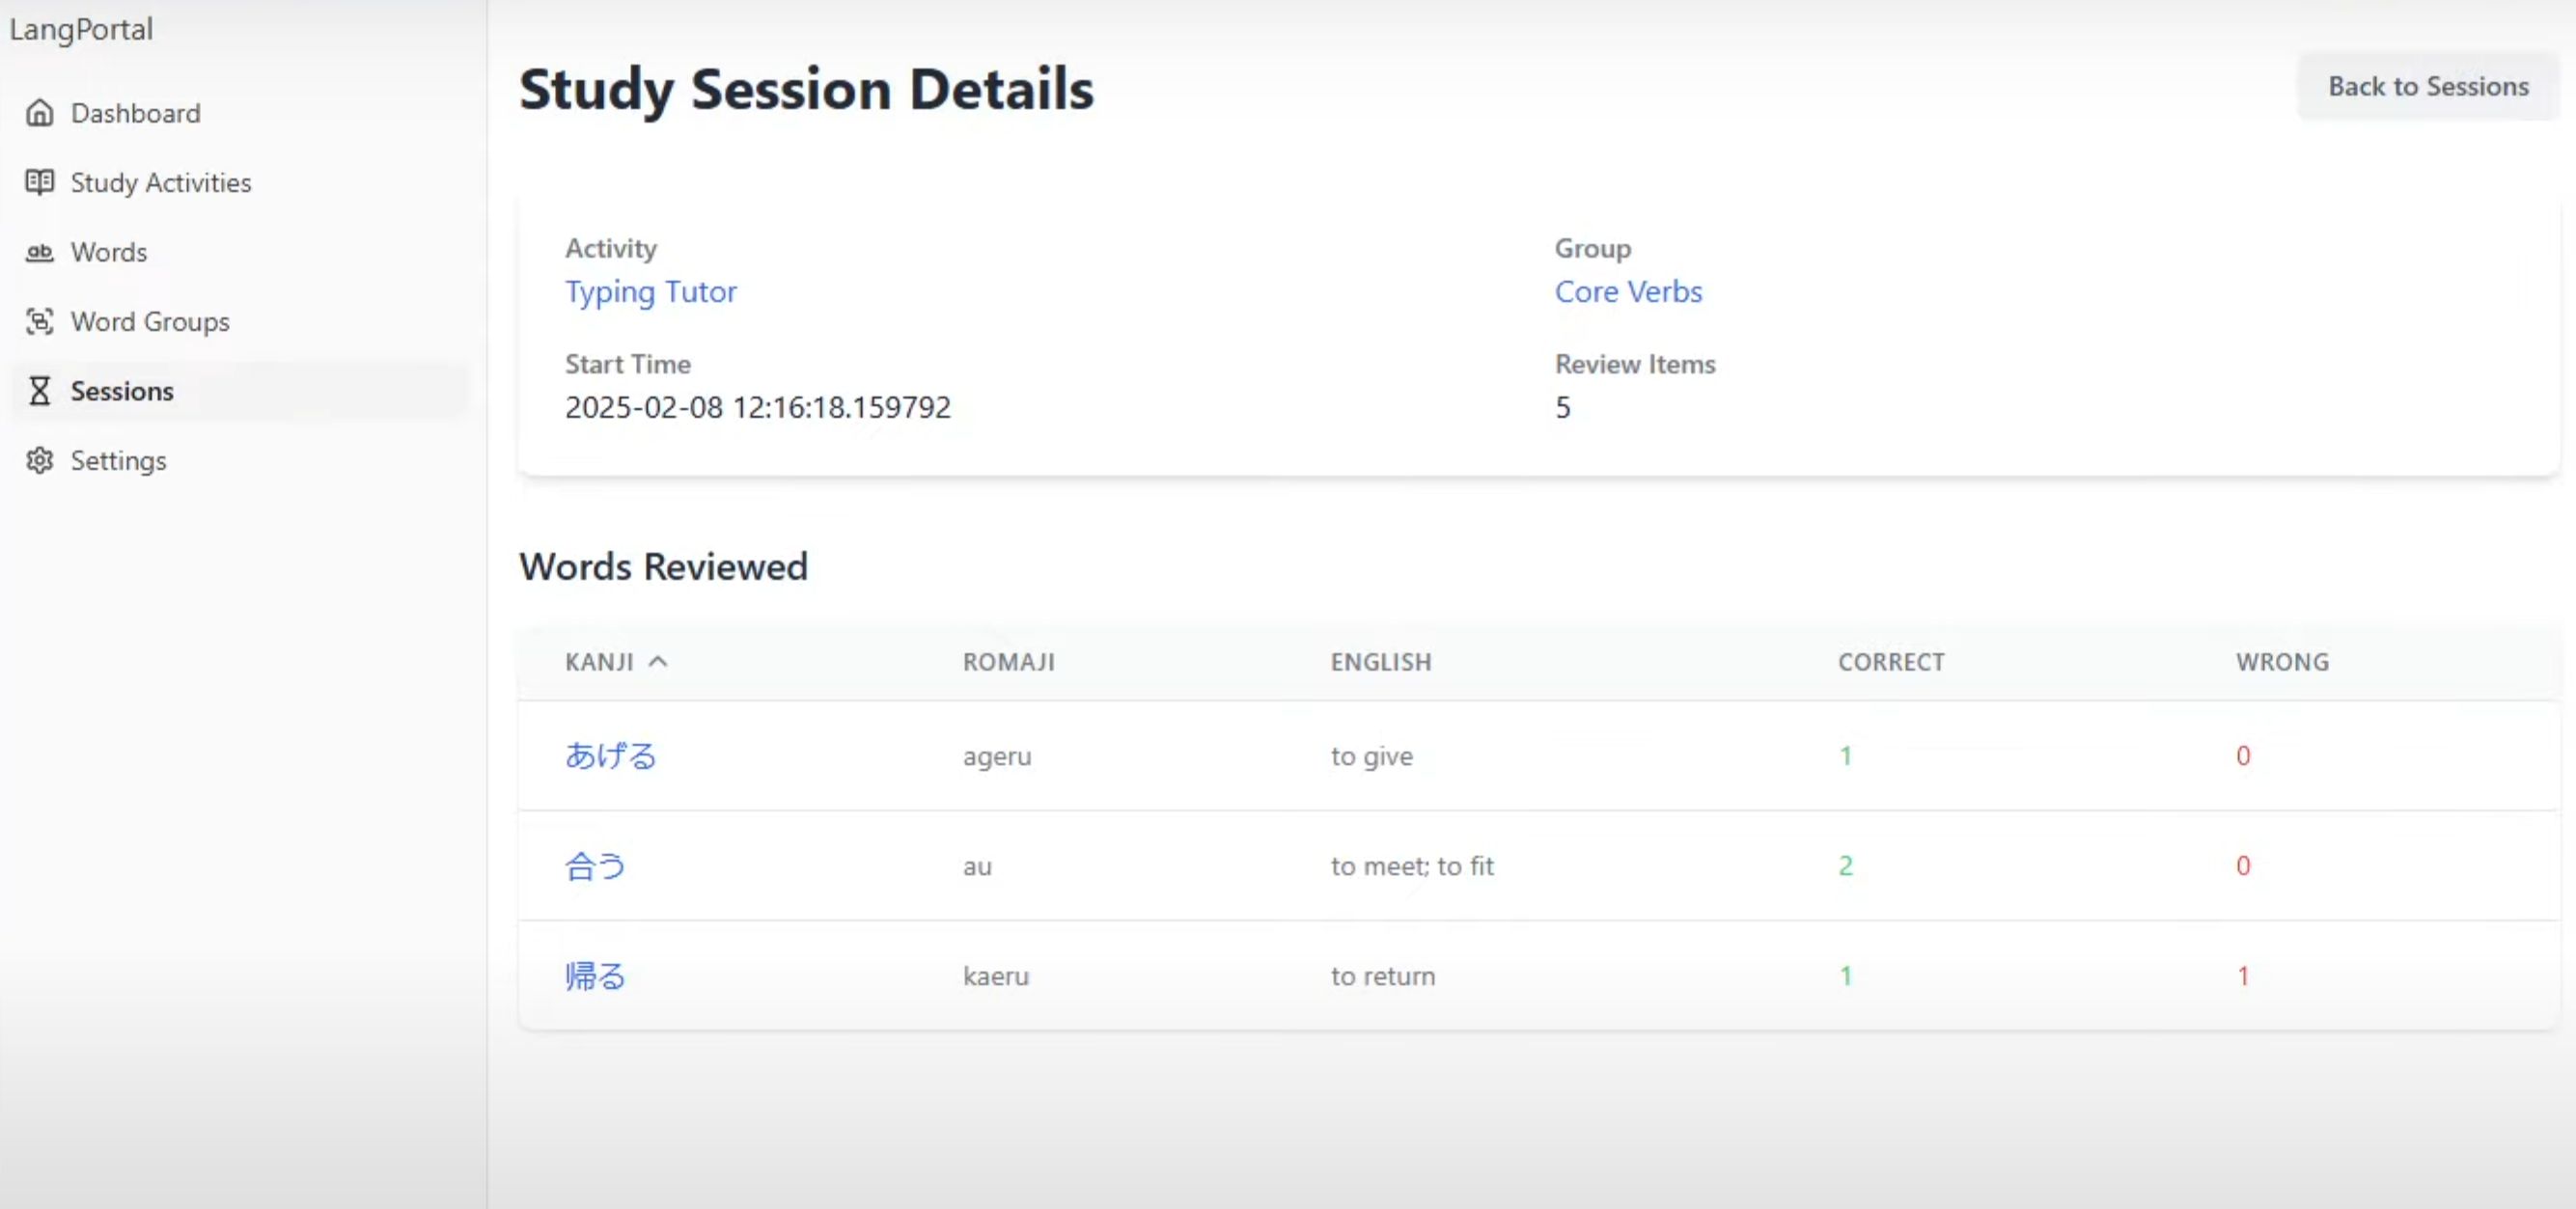 LangPortal
Dashboard
Study Activities
Words
Word Groups
Sessions
Settings
Study Session Details
Back to Sessions
Activity
Typing Tutor
Group
Core Verbs
Start Time
2025-02-08 12:16:18.159792
Review Items
5
Words Reviewed
KANJI ROMAJI ENGLISH CORRECT WRONG
あげる ageru to give 1 0
合う au to meet; to fit 2 0
帰る kaeru to return 1 1